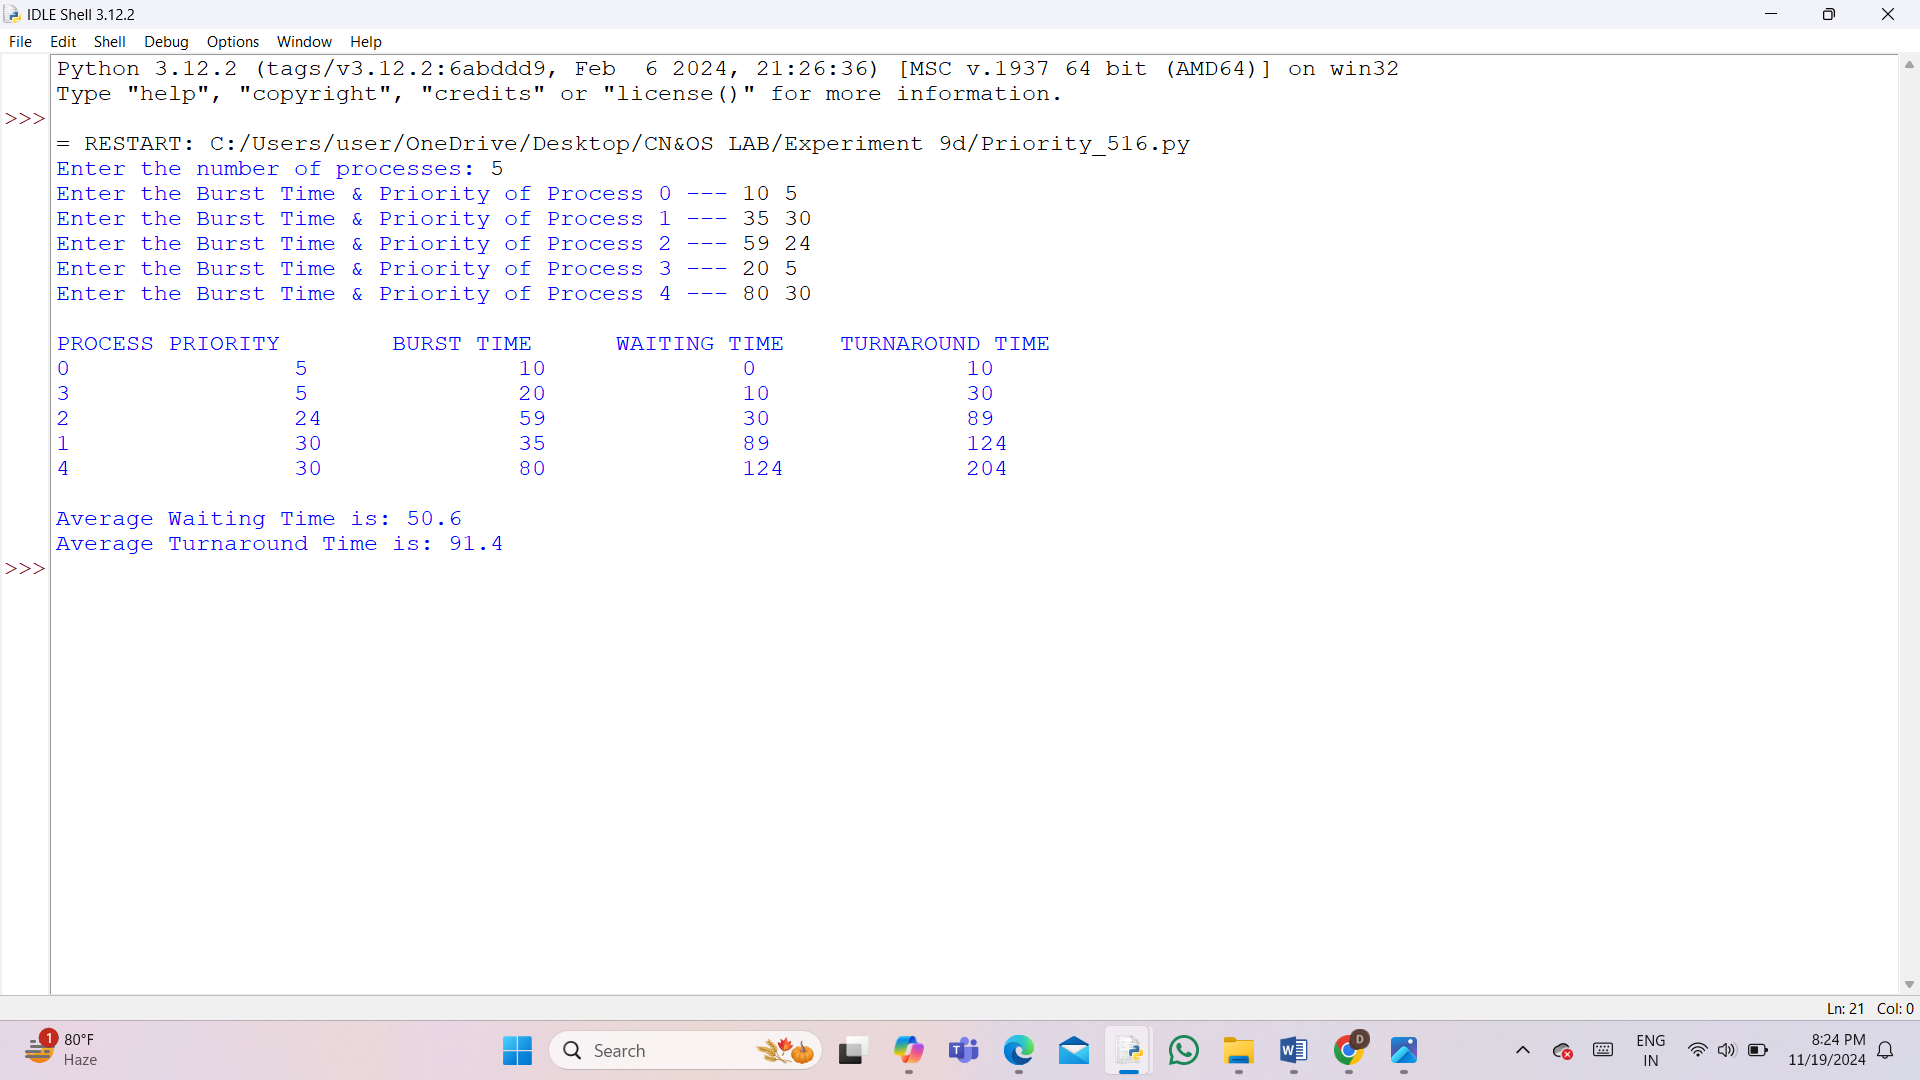 IDLE Shell 3.12.2
File Edit Shell Debug Options Window Help
Python 3.12.2 (tags/v3.12.2:6abddd9, Feb  6 2024, 21:26:36) [MSC v.1937 64 bit (AMD64)] on win32
Type "help", "copyright", "credits" or "license()" for more information.
>>>
= RESTART: C:/Users/user/OneDrive/Desktop/CN&OS LAB/Experiment 9d/Priority_516.py
Enter the number of processes: 5
Enter the Burst Time & Priority of Process 0 --- 10 5
Enter the Burst Time & Priority of Process 1 --- 35 30
Enter the Burst Time & Priority of Process 2 --- 59 24
Enter the Burst Time & Priority of Process 3 --- 20 5
Enter the Burst Time & Priority of Process 4 --- 80 30
PROCESS PRIORITY BURST TIME WAITING TIME TURNAROUND TIME
0 5 10 0 10
3 5 20 10 30
2 24 59 30 89
1 30 35 89 124
4 30 80 124 204
Average Waiting Time is: 50.6
Average Turnaround Time is: 91.4
>>>
Ln: 21 Col: 0
1 80°F
Haze
Search
D
ENG
IN
8:24 PM
11/19/2024